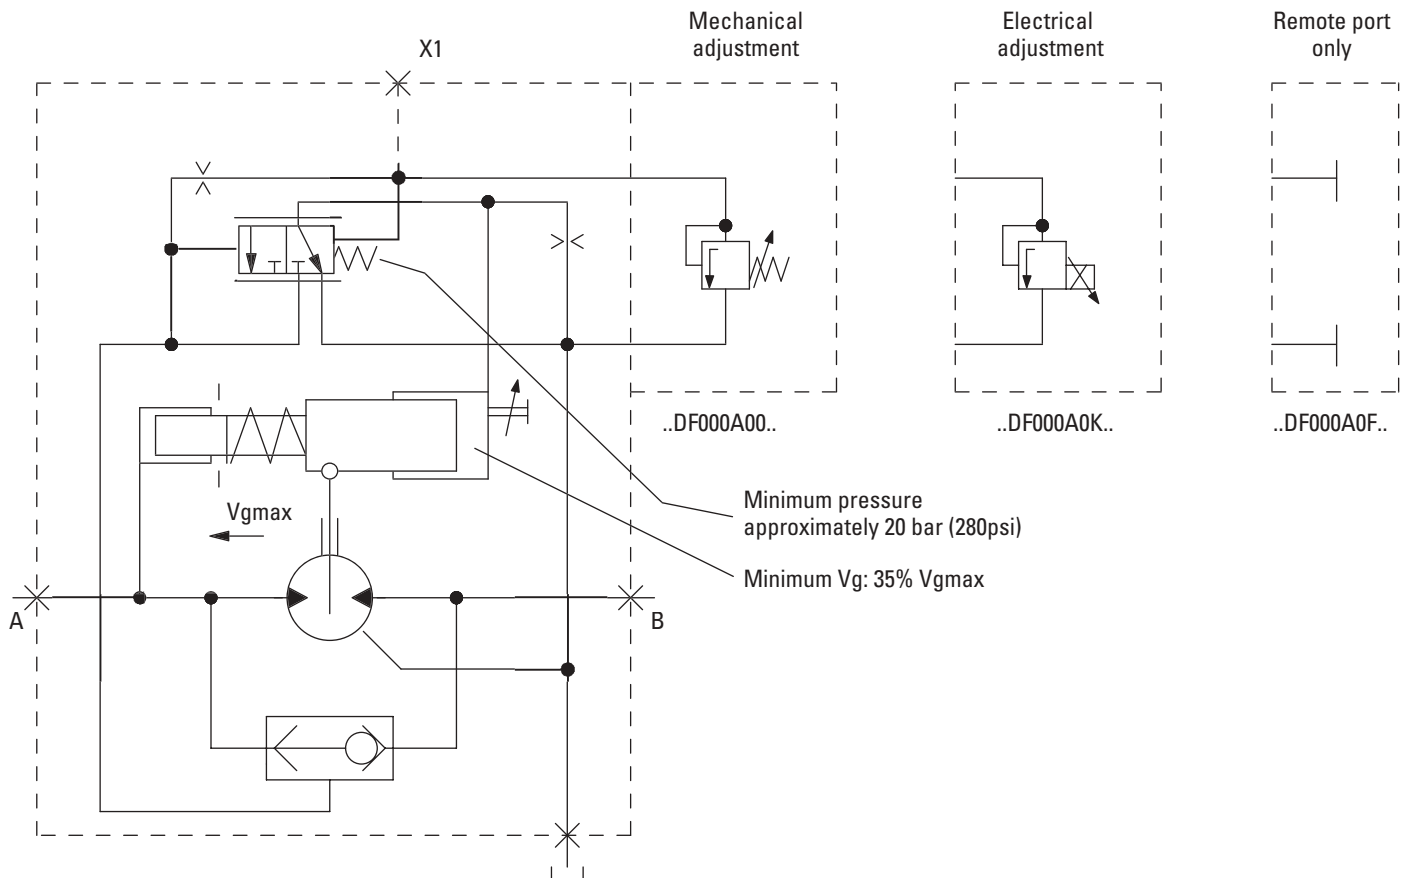 Mechanical
adjustment
Electrical
adjustment
Remote port
only
X1
..DF000A00..
..DF000A0K..
..DF000A0F..
Vgmax
Minimum pressure
approximately 20 bar (280psi)
Minimum Vg: 35% Vgmax
A
B